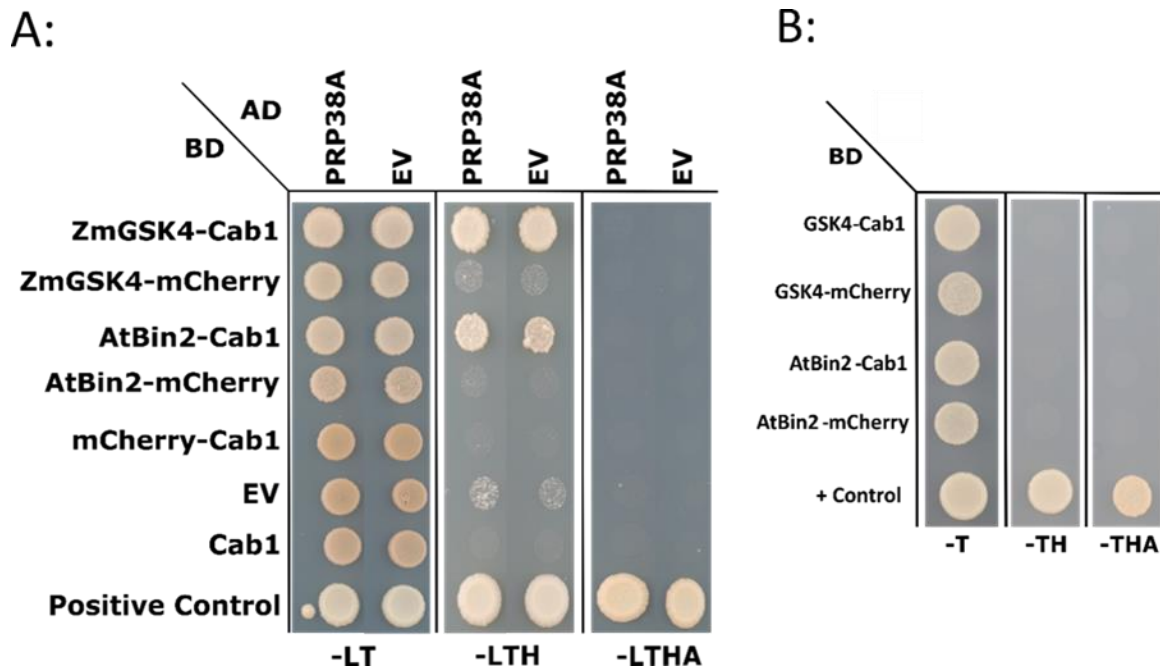 A:
AD
BD
PRP38A
EV
PRP38A
EV
PRP38A
EV
ZmGSK4-Cab1
ZmGSK4-mCherry
AtBin2-Cab1
AtBin2-mCherry
mCherry-Cab1
EV
Cab1
Positive Control
-LT
-LTH
-LTHA
B:
BD
GSK4-Cab1
GSK4-mCherry
AtBin2 -Cab1
AtBin2 -mCherry
+ Control
-T
-TH
-THA